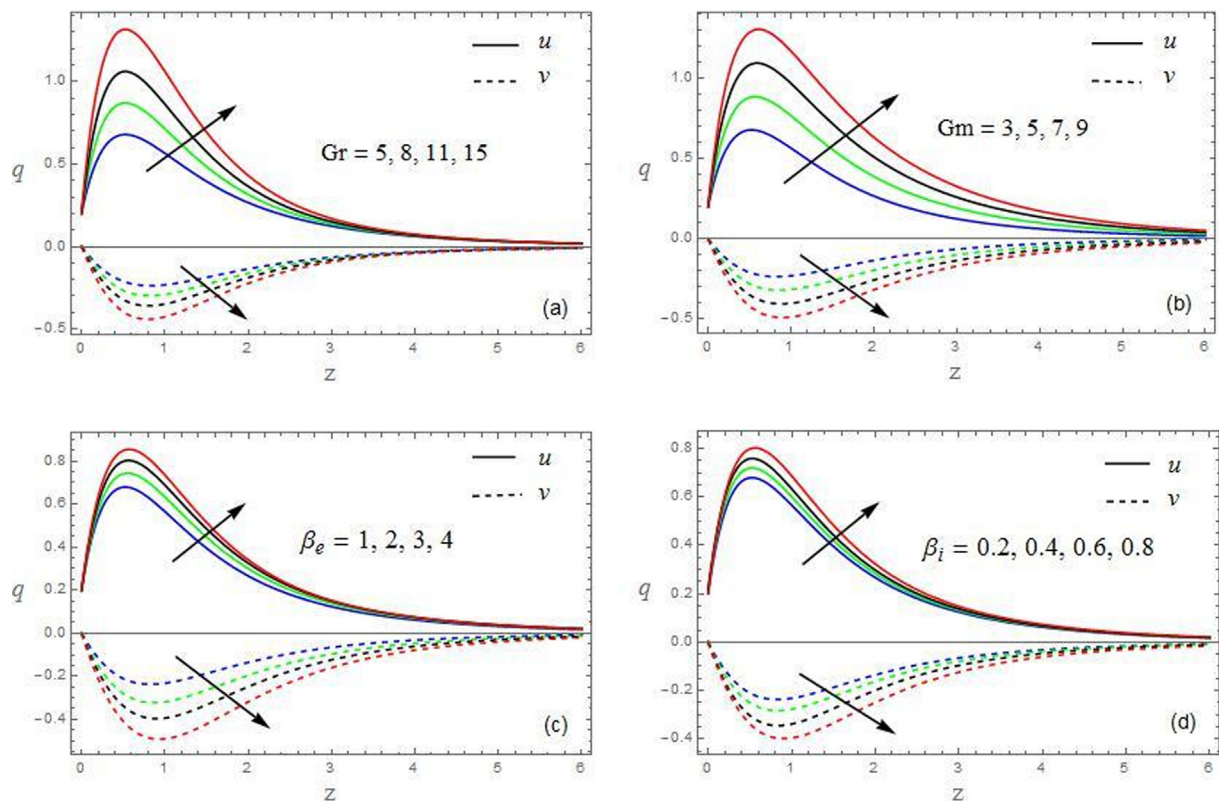 u
v
1.0
Gr = 5, 8, 11, 15
0.5
q
0.0
(a)
−0.5
0 1 2 3 4 5 6
z
u
v
1.0
Gm = 3, 5, 7, 9
0.5
q
0.0
(b)
−0.5
0 1 2 3 4 5 6
z
0.8
u
v
0.6
βe = 1, 2, 3, 4
0.4
q
0.2
0.0
−0.2
−0.4
(c)
0 1 2 3 4 5 6
z
0.8
u
v
0.6
βi = 0.2, 0.4, 0.6, 0.8
0.4
q
0.2
0.0
−0.2
−0.4
(d)
0 1 2 3 4 5 6
z